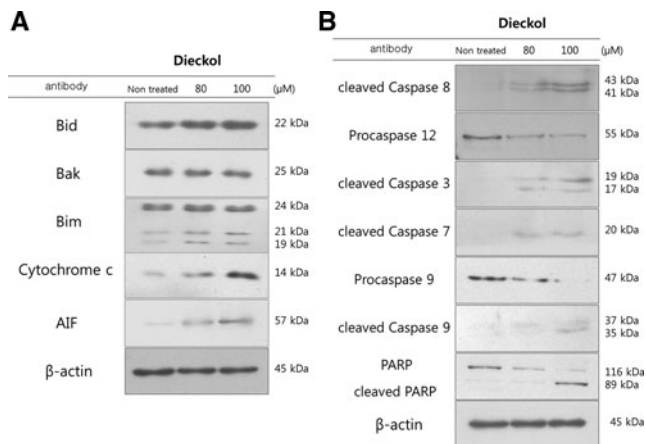 A
Dieckol
antibody Non treated 80 100 (μM)
Bid 22 kDa
Bak 25 kDa
Bim 24 kDa
21 kDa
19 kDa
Cytochrome c 14 kDa
AIF 57 kDa
β-actin 45 kDa
B
Dieckol
antibody Non treated 80 100 (μM)
cleaved Caspase 8 43 kDa
41 kDa
Procaspase 12 55 kDa
cleaved Caspase 3 19 kDa
17 kDa
cleaved Caspase 7 20 kDa
Procaspase 9 47 kDa
cleaved Caspase 9 37 kDa
35 kDa
PARP 116 kDa
cleaved PARP 89 kDa
β-actin 45 kDa